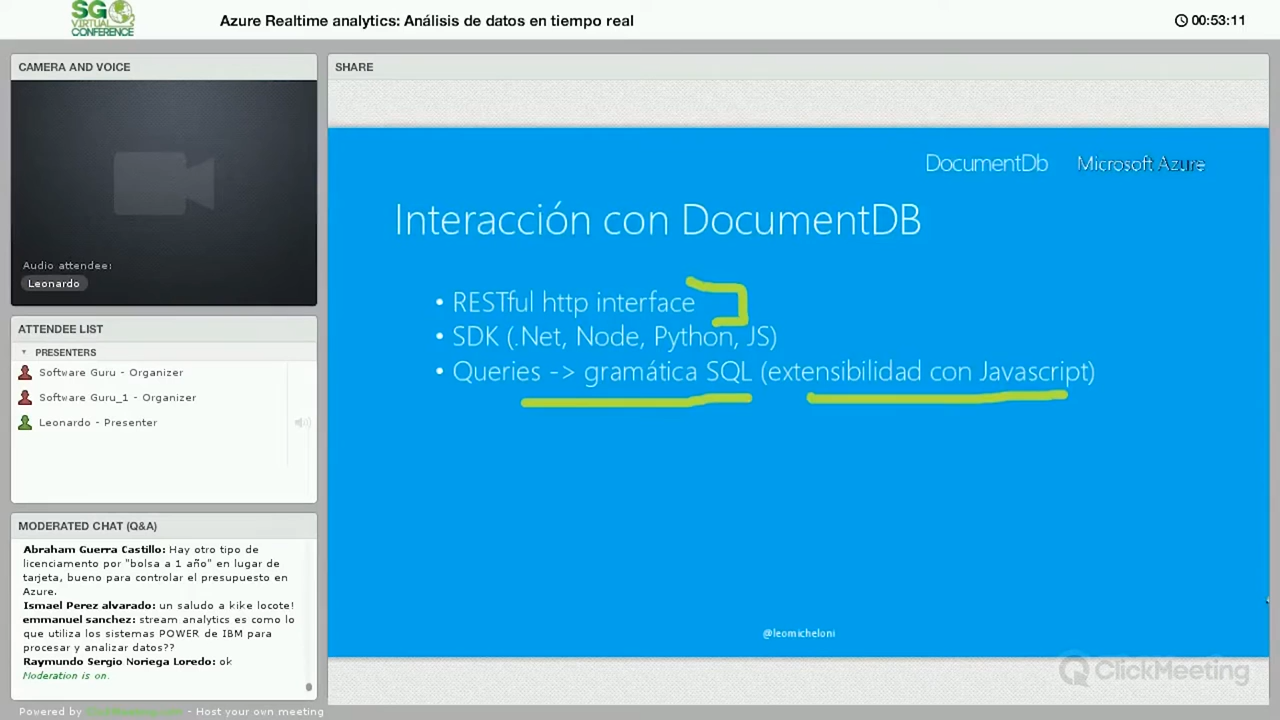 SG
VIRTUAL
CONFERENCE
Azure Realtime analytics: Análisis de datos en tiempo real
00:53:11
CAMERA AND VOICE
Audio attendee:
Leonardo
ATTENDEE LIST
PRESENTERS
Software Guru - Organizer
Software Guru_1 - Organizer
Leonardo - Presenter
MODERATED CHAT (Q&A)
Abraham Guerra Castillo: Hay otro tipo de
licenciamento por "bolsa a 1 año" en lugar de
tarjeta, bueno para controlar el presupuesto en
Azure.
Ismael Perez alvarado: un saludo a kike locote!
emmanuel sanchez: stream analytics es como lo
que utiliza los sistemas POWER de IBM para
procesar y analizar datos??
Raymundo Sergio Noriega Loredo: ok
Moderation is on.
Powered by ClickMeeting.com - Host your own meeting
SHARE
DocumentDb Microsoft Azure
Interacción con DocumentDB
• RESTful http interface
• SDK (.Net, Node, Python, JS)
• Queries -> gramática SQL (extensibilidad con Javascript)
@leomicheloni
ClickMeeting